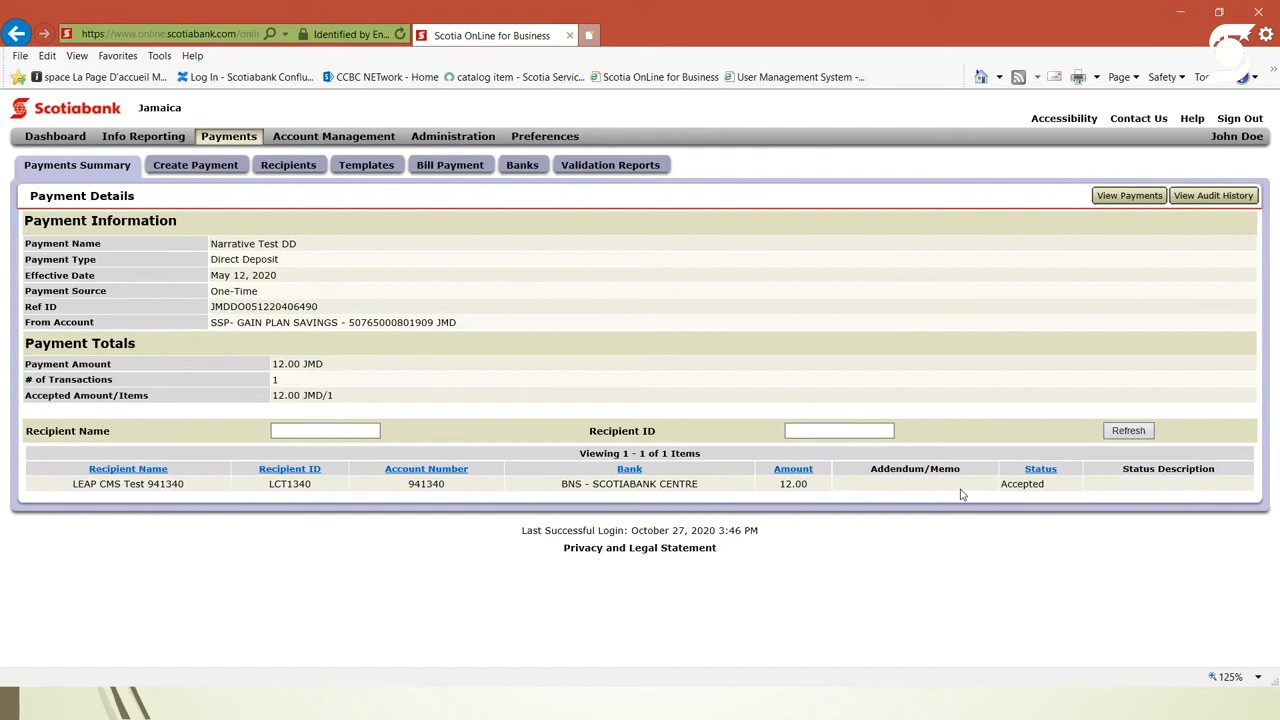 https://www.online.scotiabank.com/onli Identified by En... Scotia OnLine for Business
File Edit View Favorites Tools Help
space La Page D'accueil M... Log In - Scotiabank Conflu... CCBC NETwork - Home catalog item - Scotia Servic... Scotia OnLine for Business User Management System -... Page Safety
Scotiabank Jamaica
Accessibility Contact Us Help Sign Out
Dashboard Info Reporting Payments Account Management Administration Preferences John Doe
Payments Summary Create Payment Recipients Templates Bill Payment Banks Validation Reports
Payment Details View Payments View Audit History
Payment Information
Payment Name Narrative Test DD
Payment Type Direct Deposit
Effective Date May 12, 2020
Payment Source One-Time
Ref ID JMDDO051220406490
From Account SSP- GAIN PLAN SAVINGS - 50765000801909 JMD
Payment Totals
Payment Amount 12.00 JMD
# of Transactions 1
Accepted Amount/Items 12.00 JMD/1
Recipient Name Recipient ID Refresh
Viewing 1 - 1 of 1 Items
Recipient Name Recipient ID Account Number Bank Amount Addendum/Memo Status Status Description
LEAP CMS Test 941340 LCT1340 941340 BNS - SCOTIABANK CENTRE 12.00 Accepted
Last Successful Login: October 27, 2020 3:46 PM
Privacy and Legal Statement
125%